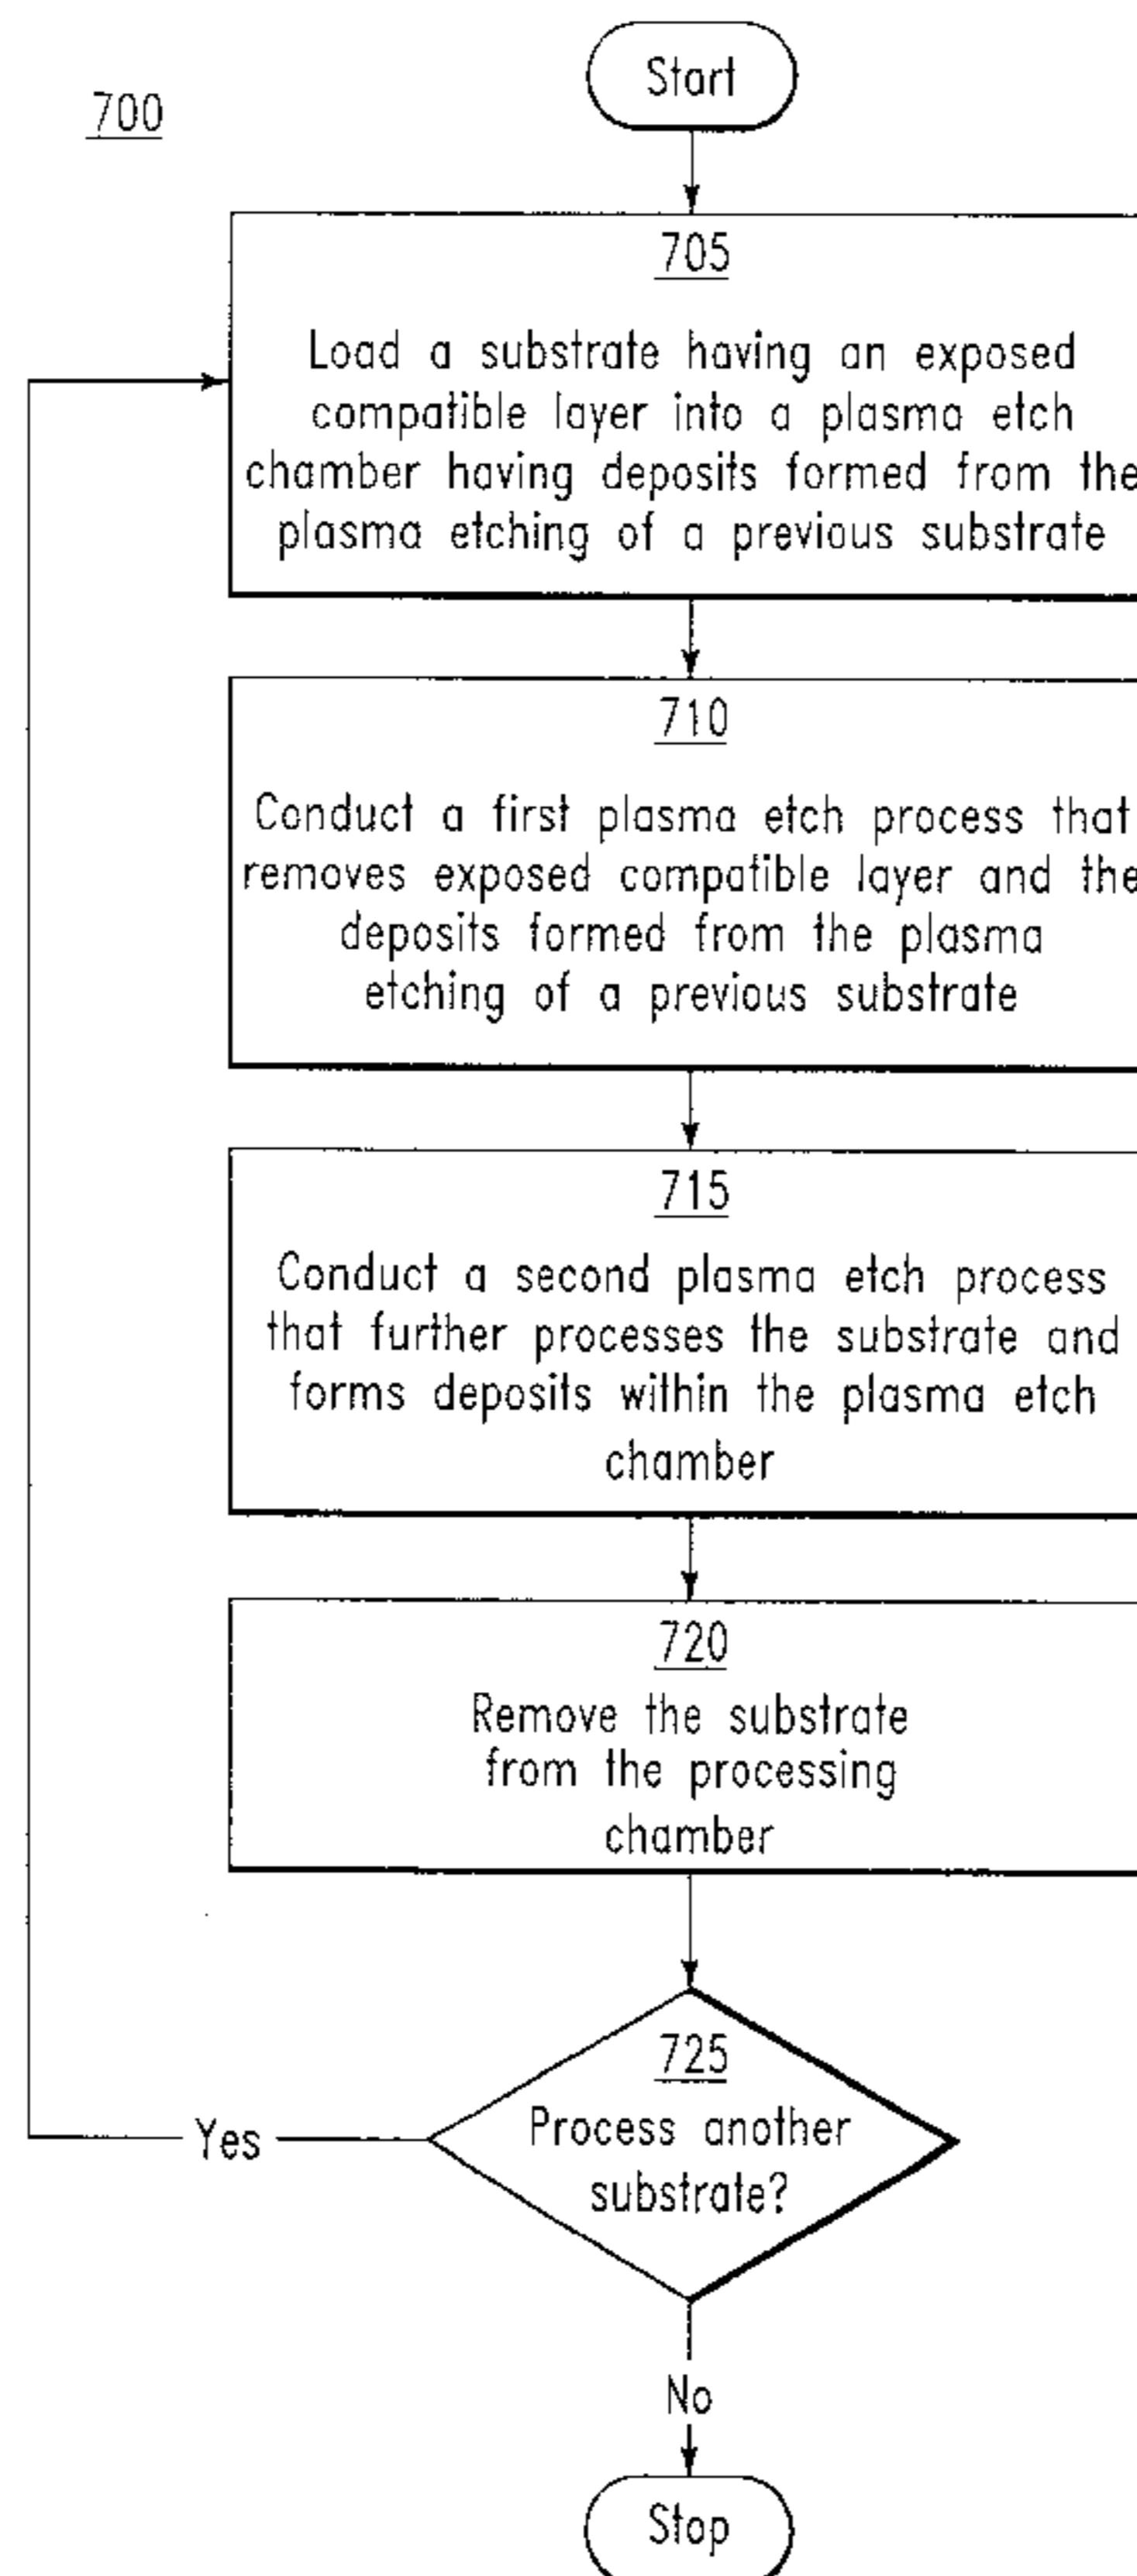 700
Start
705
Load a substrate having an exposed
compatible layer into a plasma etch
chamber having deposits formed from the
plasma etching of a previous substrate
710
Conduct a first plasma etch process that
removes exposed compatible layer and the
deposits formed from the plasma
etching of a previous substrate
715
Conduct a second plasma etch process
that further processes the substrate and
forms deposits within the plasma etch
chamber
720
Remove the substrate
from the processing
chamber
725
Process another
substrate?
Yes
No
Stop